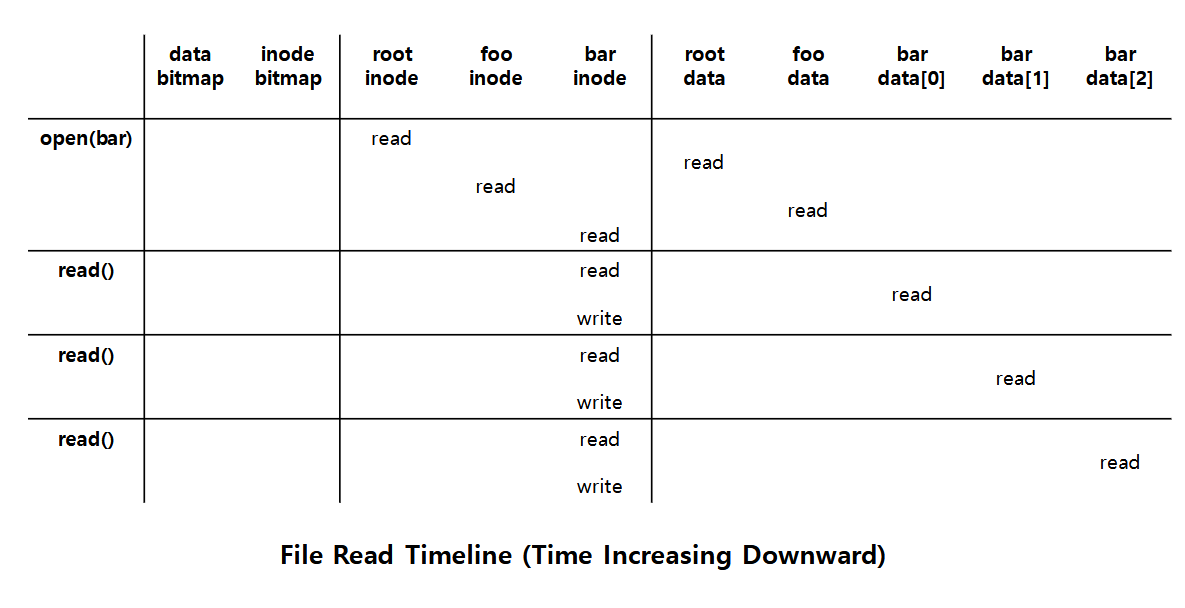 data inode root foo bar root foo bar bar bar
bitmap bitmap inode inode inode data data data[0] data[1] data[2]
open(bar) read
read
read
read
read
read() read
read
write
read() read
read
write
read() read
read
write
File Read Timeline (Time Increasing Downward)